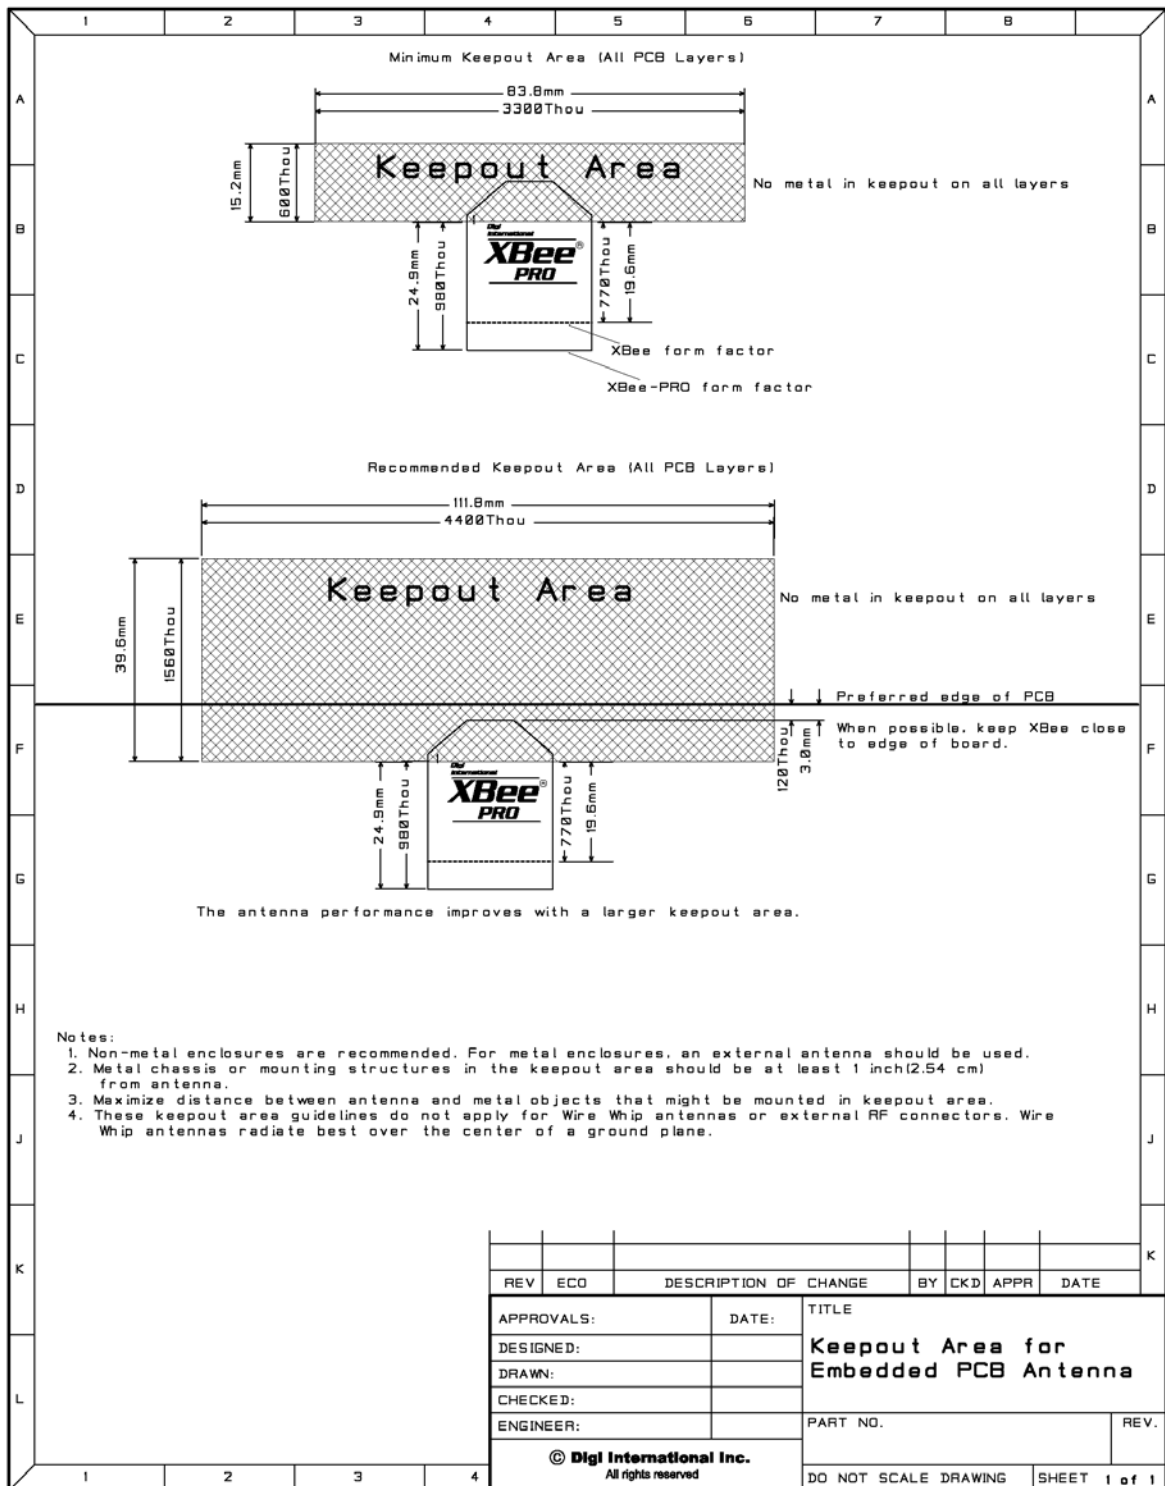 1 2 3 4 5 6 7 8
Minimum Keepout Area (All PCB Layers)
83.8mm
3300Thou
A A
Keepout Area
15.2mm
600Thou
No metal in keepout on all layers
B B
Digi
International
XBee®
PRO
24.9mm
980Thou
770Thou
19.6mm
XBee form factor
C C
XBee-PRO form factor
Recommended Keepout Area (All PCB Layers)
D D
111.8mm
4400Thou
Keepout Area
No metal in keepout on all layers
E E
39.6mm
1560Thou
Preferred edge of PCB
When possible, keep XBee close
to edge of board.
F F
120Thou
3.0mm
Digi
International
XBee®
PRO
24.9mm
980Thou
770Thou
19.6mm
G G
The antenna performance improves with a larger keepout area.
H H
Notes:
1. Non-metal enclosures are recommended. For metal enclosures, an external antenna should be used.
2. Metal chassis or mounting structures in the keepout area should be at least 1 inch(2.54 cm)
from antenna.
3. Maximize distance between antenna and metal objects that might be mounted in keepout area.
4. These keepout area guidelines do not apply for Wire Whip antennas or external RF connectors. Wire
Whip antennas radiate best over the center of a ground plane.
J J
K K
REV ECO DESCRIPTION OF CHANGE BY CKD APPR DATE
APPROVALS: DATE: TITLE
DESIGNED:
Keepout Area for
Embedded PCB Antenna
DRAWN:
CHECKED:
L
ENGINEER:
PART NO. REV.
© Digi International Inc.
All rights reserved
DO NOT SCALE DRAWING SHEET 1 of 1
1 2 3 4